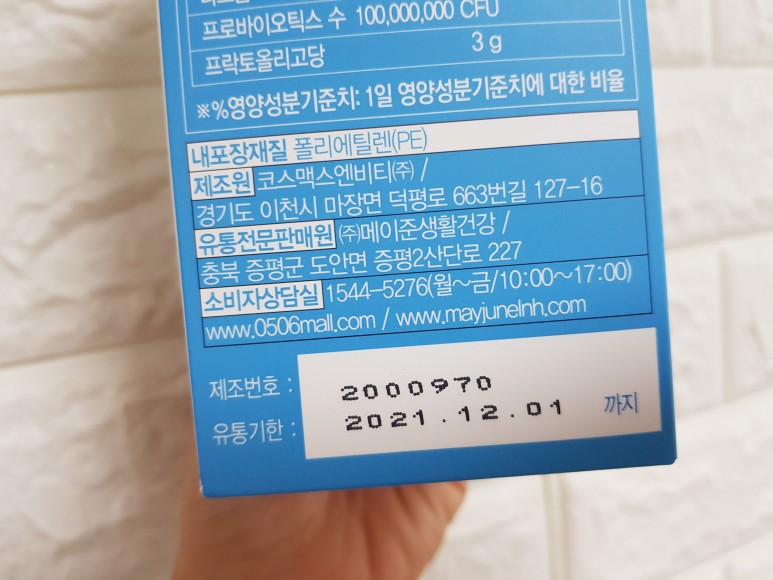 프로바이오틱스 수 100,000,000 CFU
프락토올리고당 3 g
※%영양성분기준치: 1일 영양성분기준치에 대한 비율
내포장재질 폴리에틸렌(PE)
제조원 코스맥스엔비티(주) /
경기도 이천시 마장면 덕평로 663번길 127-16
유통전문판매원 (주)메이준생활건강 /
충북 증평군 도안면 증평2산단로 227
소비자상담실 1544-5276(월~금/10:00~17:00)
www.0506mall.com / www.mayjunelnh.com
제조번호 : 2000970
유통기한 : 2021.12.01 까지